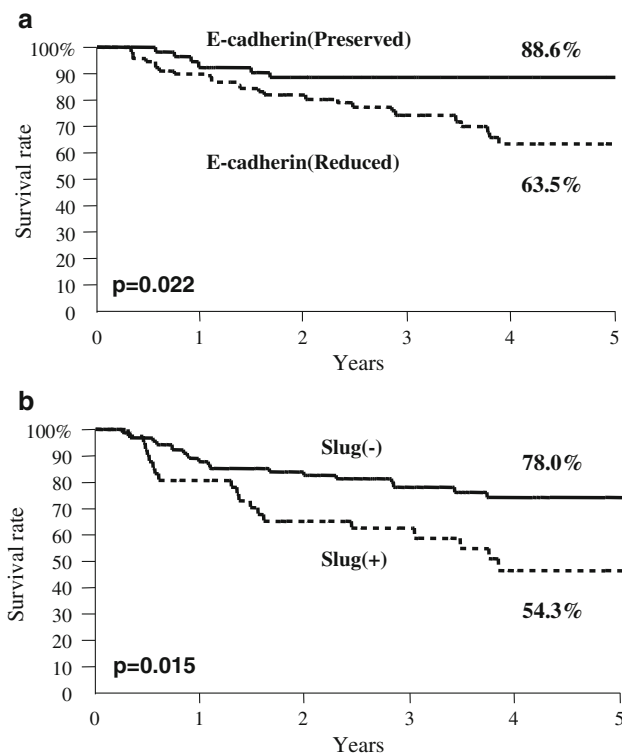 a
100%
90
80
70
60
50
40
30
20
10
0
Survival rate
E-cadherin(Preserved)
88.6%
E-cadherin(Reduced)
63.5%
p=0.022
0 1 2 3 4 5
Years
b
100%
90
80
70
60
50
40
30
20
10
0
Survival rate
Slug(-)
78.0%
Slug(+)
54.3%
p=0.015
0 1 2 3 4 5
Years